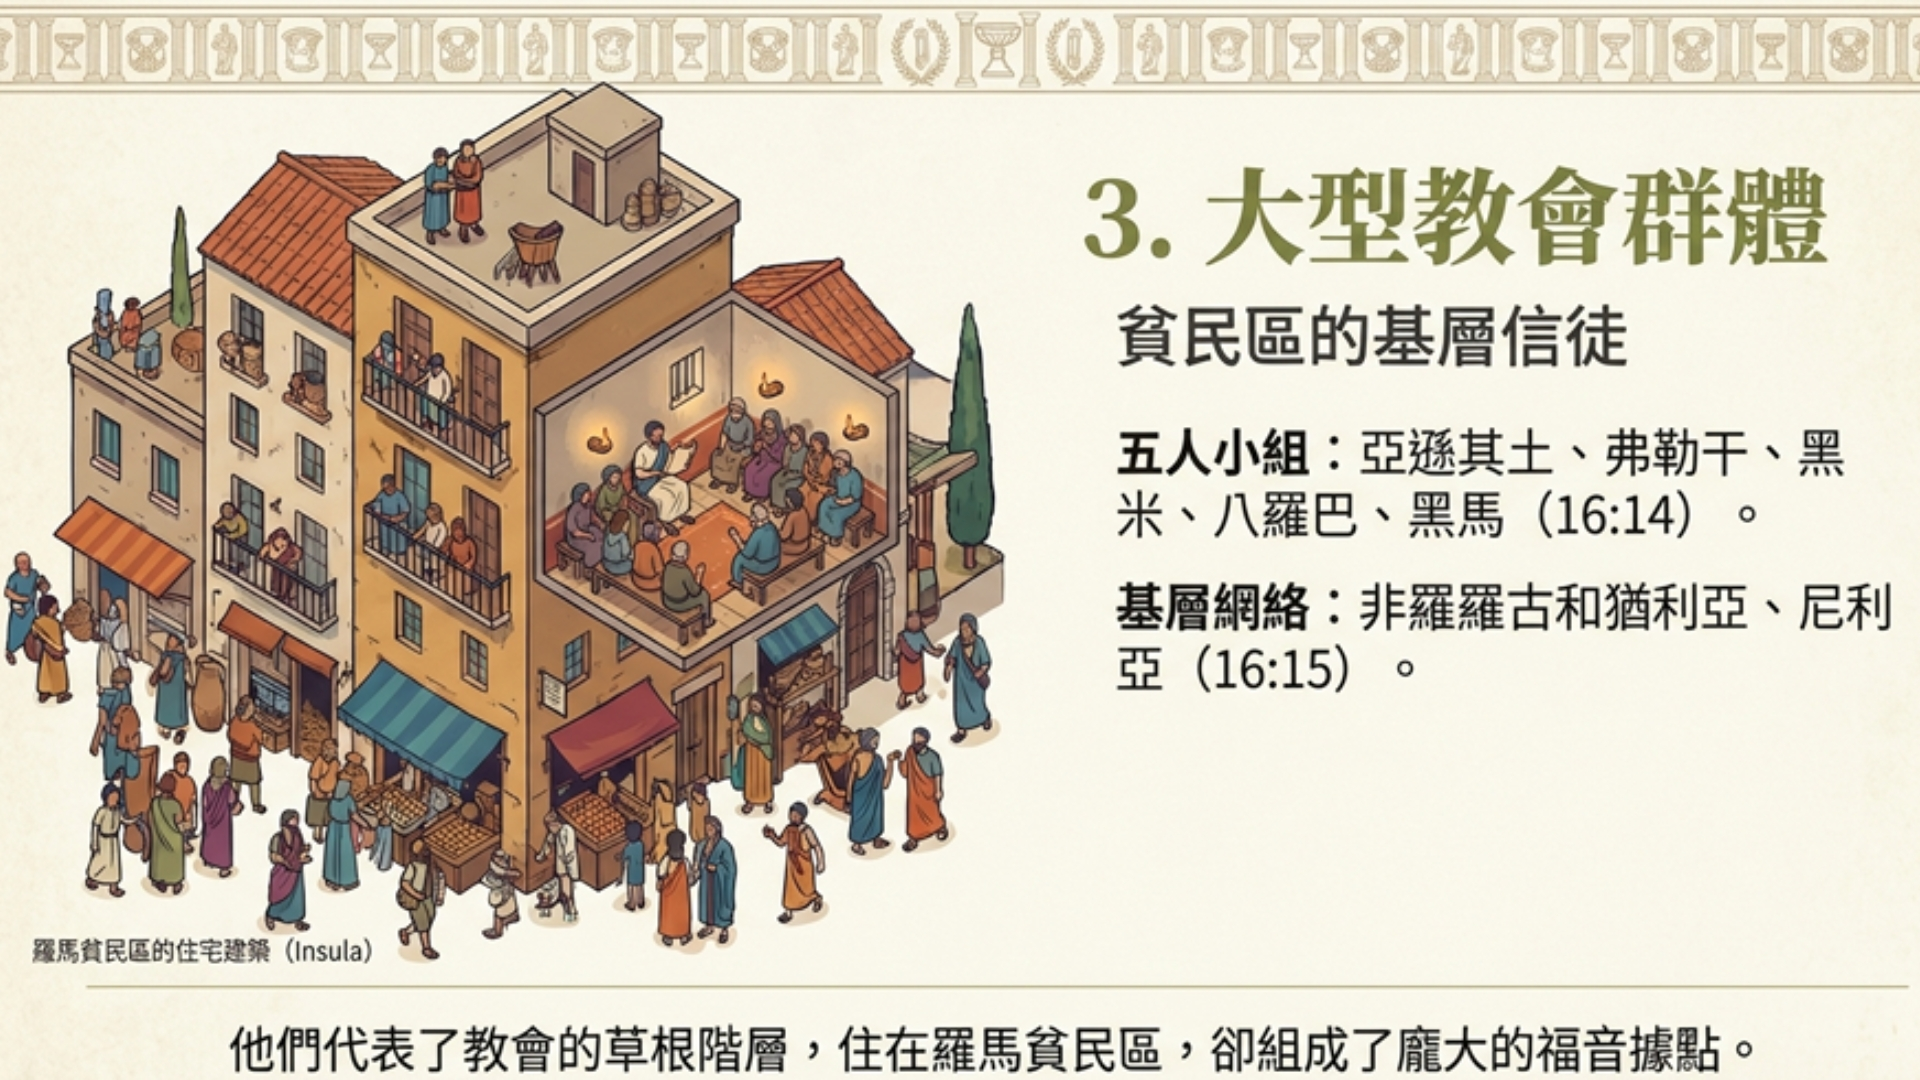 3. 大型教會群體
貧民區的基層信徒
五人小組：亞遜其土、弗勒干、黑
米、八羅巴、黑馬（16:14）。
基層網絡：非羅羅古和猶利亞、尼利
亞（16:15）。
羅馬貧民區的住宅建築（Insula）
他們代表了教會的草根階層，住在羅馬貧民區，卻組成了龐大的福音據點。